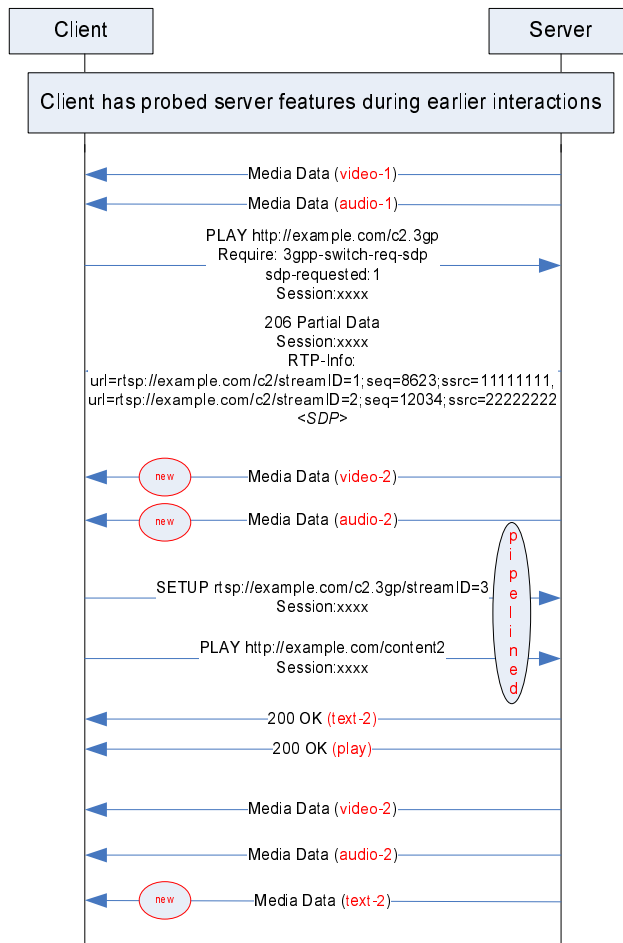 Client
Server
Client has probed server features during earlier interactions
Media Data (video-1)
Media Data (audio-1)
PLAY http://example.com/c2.3gp
Require: 3gpp-switch-req-sdp
sdp-requested:1
Session:xxxx
206 Partial Data
Session:xxxx
RTP-Info:
url=rtsp://example.com/c2/streamID=1;seq=8623;ssrc=11111111,
url=rtsp://example.com/c2/streamID=2;seq=12034;ssrc=22222222
<SDP>
new
Media Data (video-2)
new
Media Data (audio-2)
pipelined
SETUP rtsp://example.com/c2.3gp/streamID=3
Session:xxxx
PLAY http://example.com/content2
Session:xxxx
200 OK (text-2)
200 OK (play)
Media Data (video-2)
Media Data (audio-2)
new
Media Data (text-2)